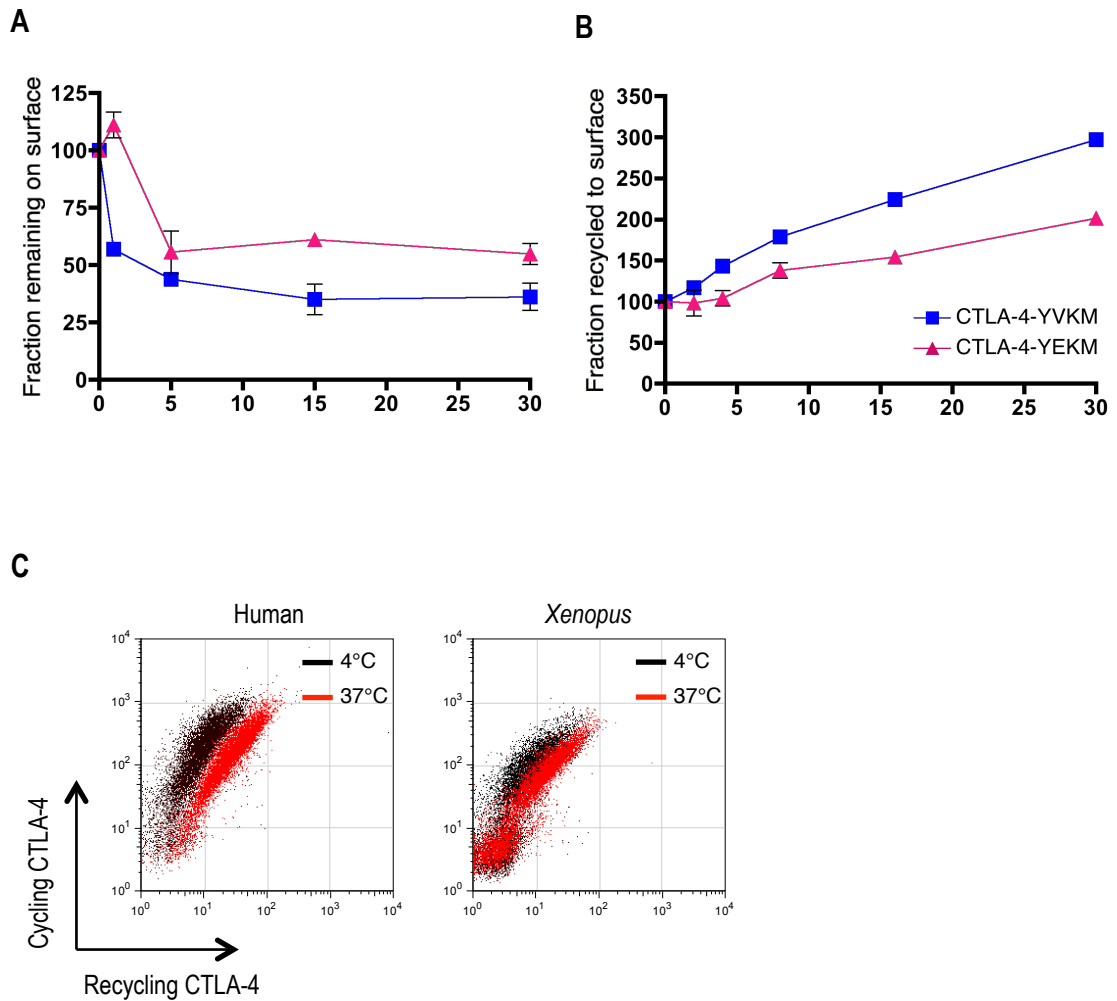 A
Fraction remaining on surface
125
100
75
50
25
0
0 5 10 15 20 25 30
B
Fraction recycled to surface
350
300
250
200
150
100
50
0
0 5 10 15 20 25 30
CTLA-4-YVKM
CTLA-4-YEKM
C
Human
10⁴
10³
10²
10¹
10⁰
10⁰ 10¹ 10² 10³ 10⁴
4°C
37°C
Xenopus
10⁴
10³
10²
10¹
10⁰
10⁰ 10¹ 10² 10³ 10⁴
4°C
37°C
Cycling CTLA-4
Recycling CTLA-4